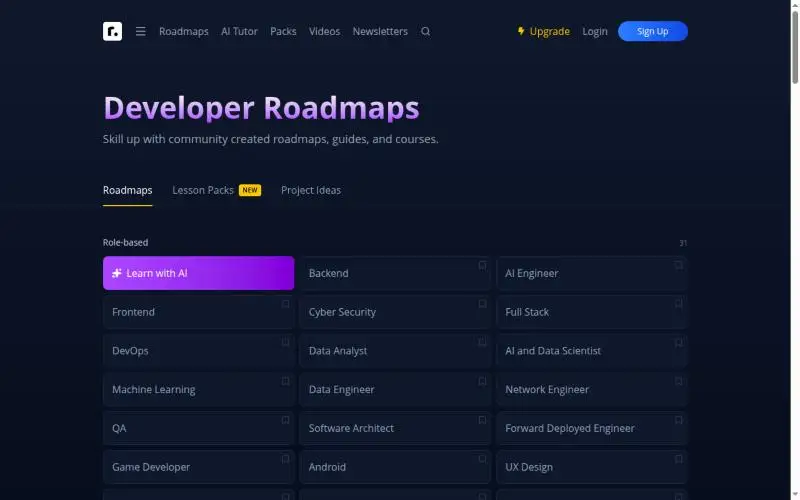 r.
Roadmaps AI Tutor Packs Videos Newsletters Upgrade Login Sign Up
Developer Roadmaps
Skill up with community created roadmaps, guides, and courses.
Roadmaps Lesson Packs NEW Project Ideas
Role-based 31
Learn with AI Backend AI Engineer
Frontend Cyber Security Full Stack
DevOps Data Analyst AI and Data Scientist
Machine Learning Data Engineer Network Engineer
QA Software Architect Forward Deployed Engineer
Game Developer Android UX Design